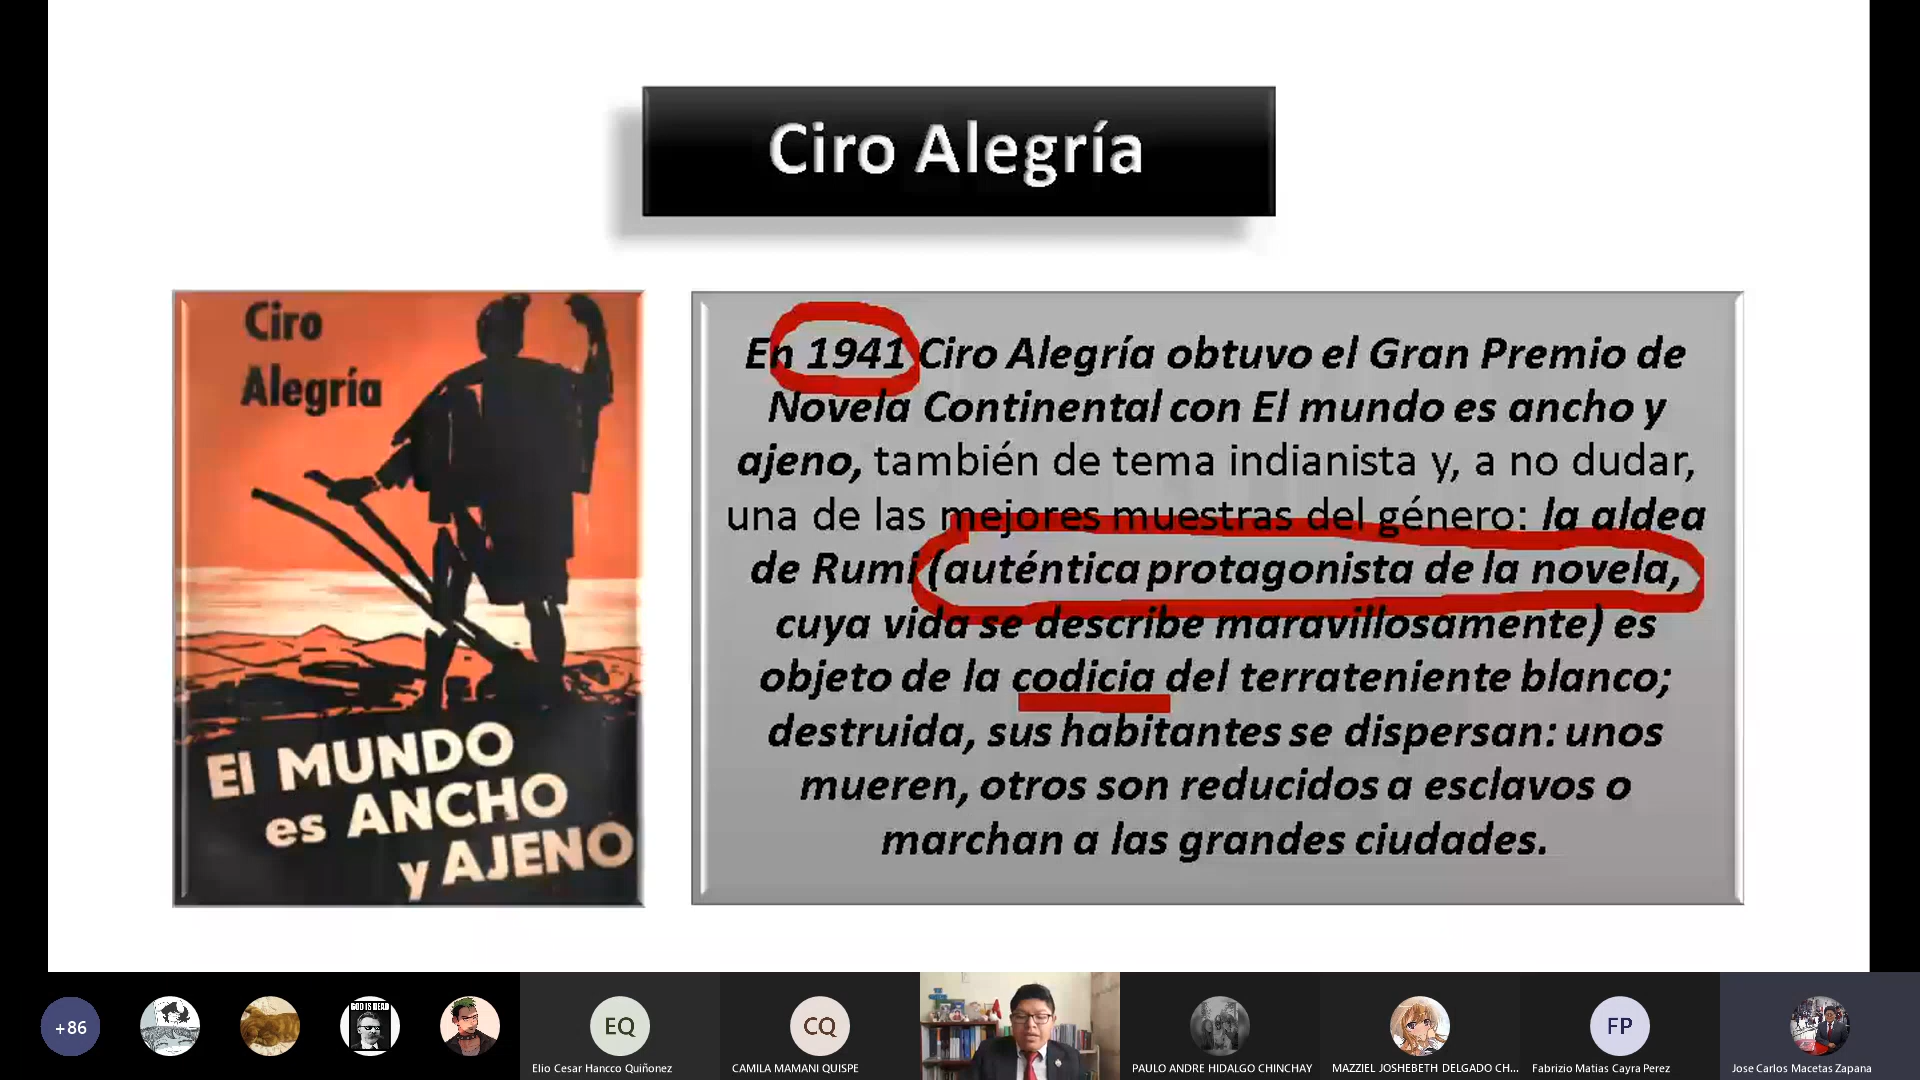 Ciro Alegría
Ciro
Alegría
El MUNDO
es ANCHO
y AJENO
En 1941 Ciro Alegría obtuvo el Gran Premio de
Novela Continental con El mundo es ancho y
ajeno, también de tema indianista y, a no dudar,
una de las mejores muestras del género: la aldea
de Rumi (auténtica protagonista de la novela,
cuya vida se describe maravillosamente) es
objeto de la codicia del terrateniente blanco;
destruida, sus habitantes se dispersan: unos
mueren, otros son reducidos a esclavos o
marchan a las grandes ciudades.
+86
GOD IS DEAD
EQ
Elio Cesar Hancco Quiñonez
CQ
CAMILA MAMANI QUISPE
PAULO ANDRE HIDALGO CHINCHAY
MAZZIEL JOSHEBETH DELGADO CH...
FP
Fabrizio Matias Cayra Perez
Jose Carlos Macetas Zapana